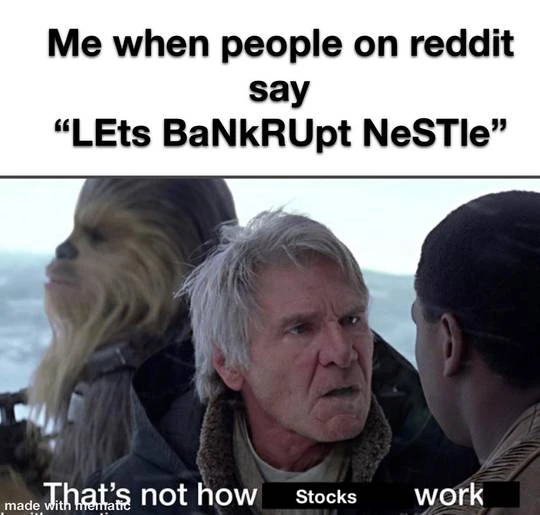 Me when people on reddit
say
“LEts BaNkRUpt NeSTle”
That's not how Stocks work
made with mematic